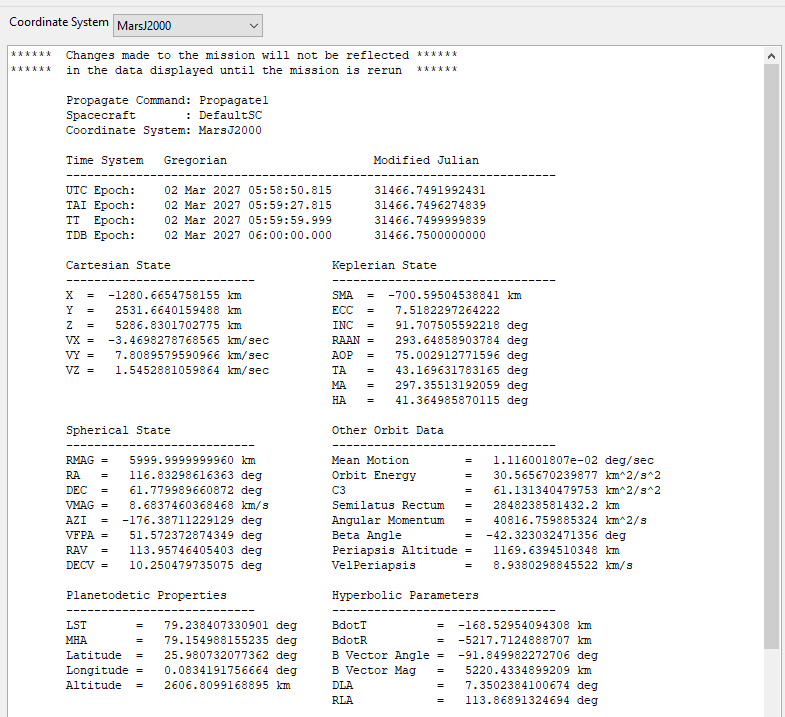 Coordinate System MarsJ2000
****** Changes made to the mission will not be reflected ******
****** in the data displayed until the mission is rerun ******
Propagate Command: Propagate1
Spacecraft : DefaultSC
Coordinate System: MarsJ2000
Time System Gregorian Modified Julian
----------------------------------------------------------------------
UTC Epoch: 02 Mar 2027 05:58:50.815 31466.7491992431
TAI Epoch: 02 Mar 2027 05:59:27.815 31466.7496274839
TT Epoch: 02 Mar 2027 05:59:59.999 31466.7499999839
TDB Epoch: 02 Mar 2027 06:00:00.000 31466.7500000000
Cartesian State Keplerian State
--------------------------- --------------------------------
X = -1280.6654758155 km SMA = -700.59504538841 km
Y = 2531.6640159488 km ECC = 7.5182297264222
Z = 5286.8301702775 km INC = 91.707505592218 deg
VX = -3.4698278768565 km/sec RAAN = 293.64858903784 deg
VY = 7.8089579590966 km/sec AOP = 75.002912771596 deg
VZ = 1.5452881059864 km/sec TA = 43.169631783165 deg
MA = 297.35513192059 deg
HA = 41.364985870115 deg
Spherical State Other Orbit Data
--------------------------- --------------------------------
RMAG = 5999.9999999960 km Mean Motion = 1.116001807e-02 deg/sec
RA = 116.83298616363 deg Orbit Energy = 30.565670239877 km^2/s^2
DEC = 61.779989660872 deg C3 = 61.131340479753 km^2/s^2
VMAG = 8.6837460368468 km/s Semilatus Rectum = 2848238581432.2 km
AZI = -176.38711229129 deg Angular Momentum = 40816.759885324 km^2/s
VFPA = 51.572372874349 deg Beta Angle = -42.323032471356 deg
RAV = 113.95746405403 deg Periapsis Altitude = 1169.6394510348 km
DECV = 10.250479735075 deg VelPeriapsis = 8.9380298845522 km/s
Planetodetic Properties Hyperbolic Parameters
--------------------------- --------------------------------
LST = 79.238407330901 deg BdotT = -168.52954094308 km
MHA = 79.154988155235 deg BdotR = -5217.7124888707 km
Latitude = 25.980732077362 deg B Vector Angle = -91.849982272706 deg
Longitude = 0.0834191756664 deg B Vector Mag = 5220.4334899209 km
Altitude = 2606.8099168895 km DLA = 7.3502384100674 deg
RLA = 113.86891324694 deg